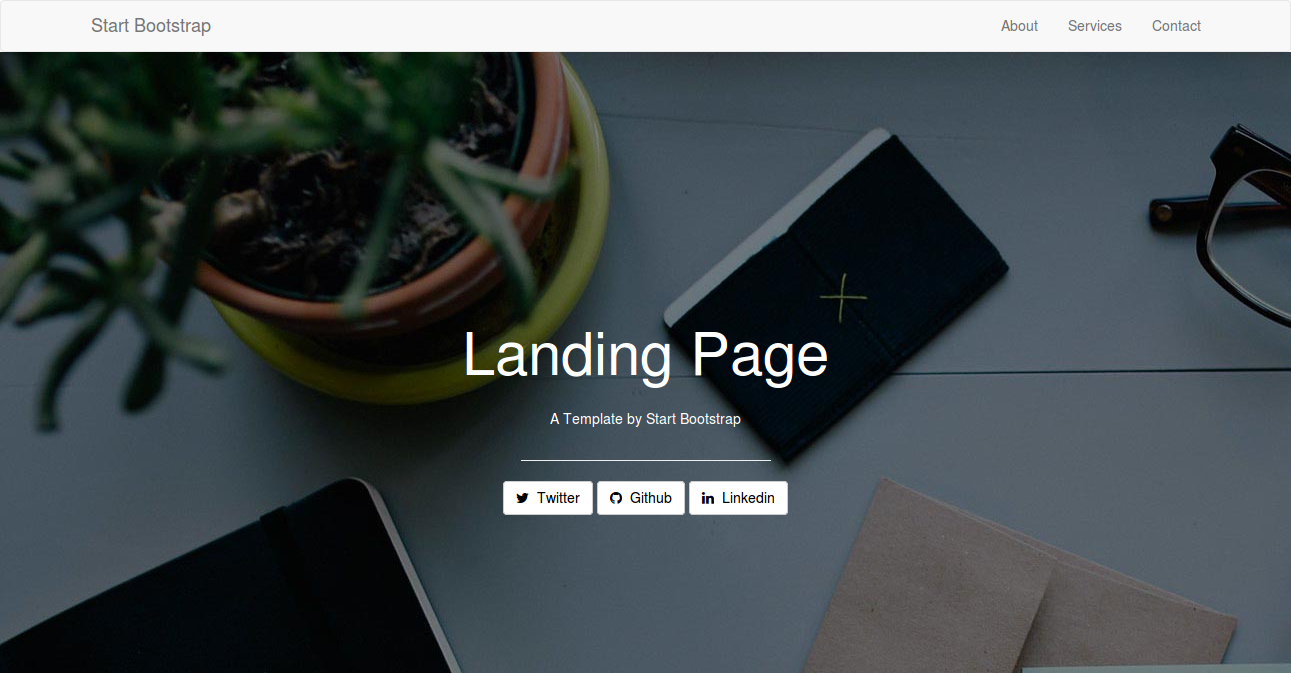 Start Bootstrap
About Services Contact
Landing Page
A Template by Start Bootstrap
Twitter Github Linkedin